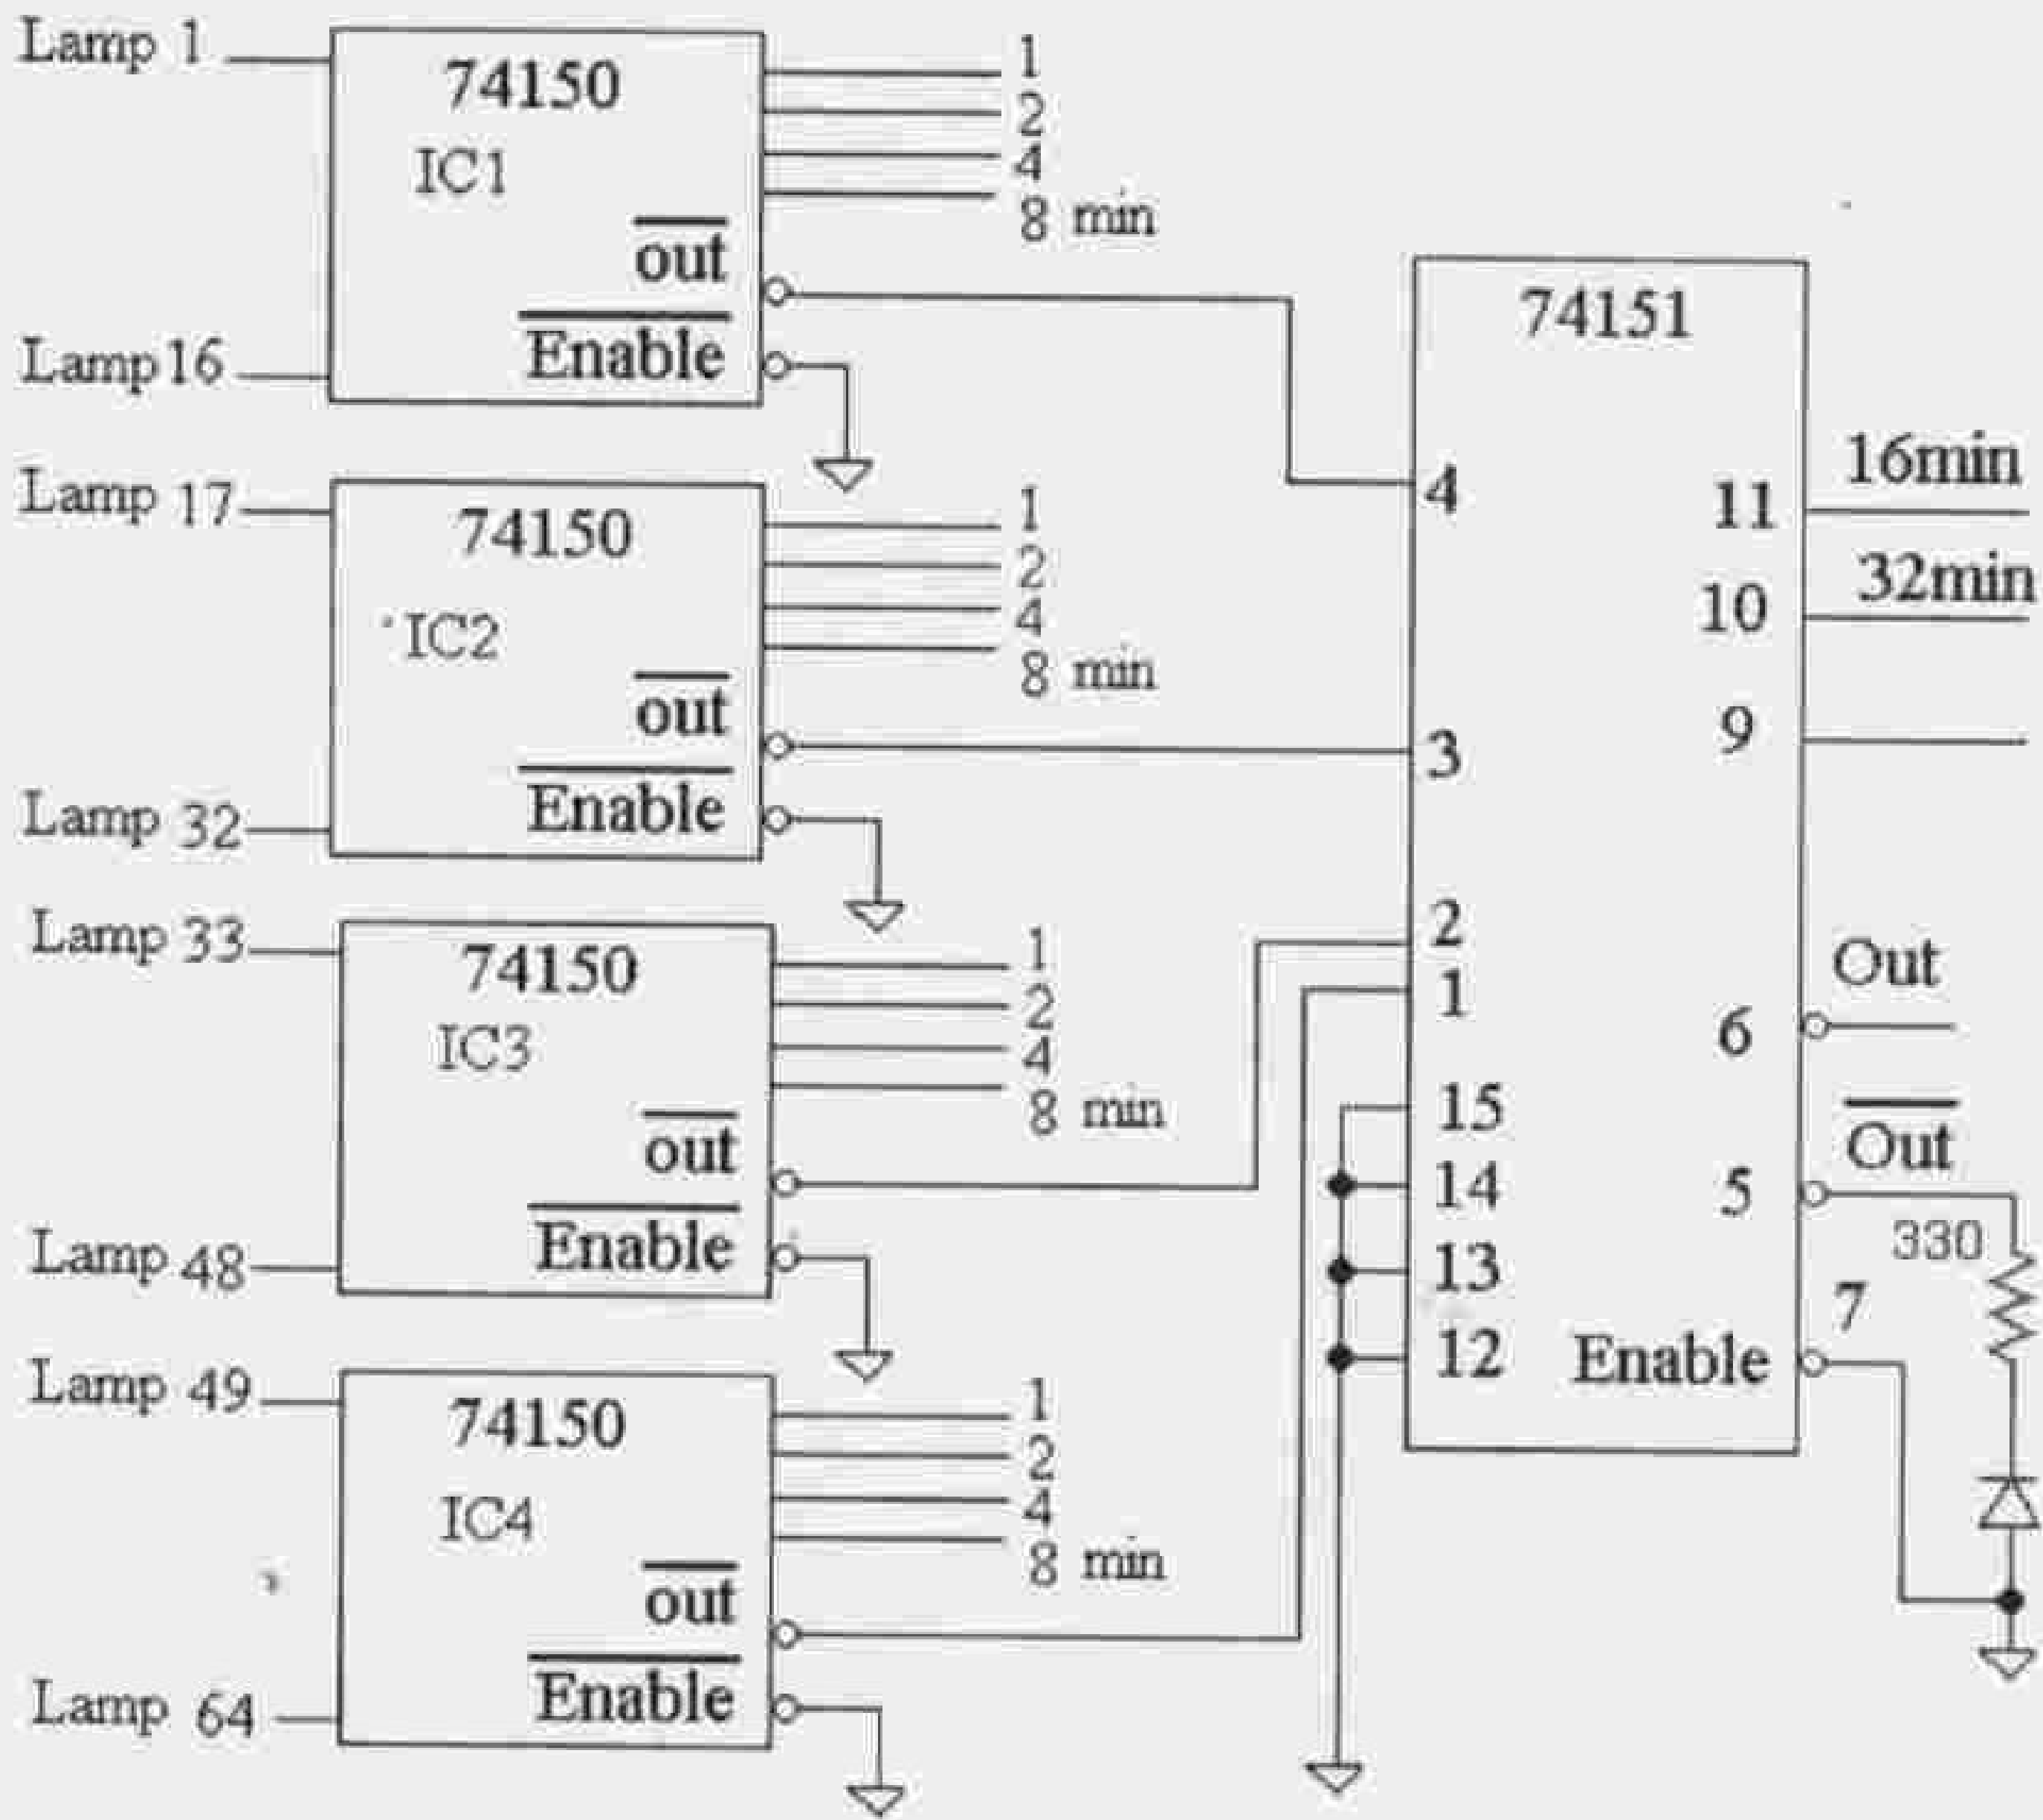 Lamp 1
74150
IC1
1
2
4
8 min
out
Enable
Lamp 16
Lamp 17
74150
IC2
1
2
4
8 min
out
Enable
Lamp 32
Lamp 33
74150
IC3
1
2
4
8 min
out
Enable
Lamp 48
Lamp 49
74150
IC4
1
2
4
8 min
out
Enable
Lamp 64
74151
4
3
2
1
15
14
13
12
11
16min
10
32min
9
6
Out
5
Out
330
7
Enable